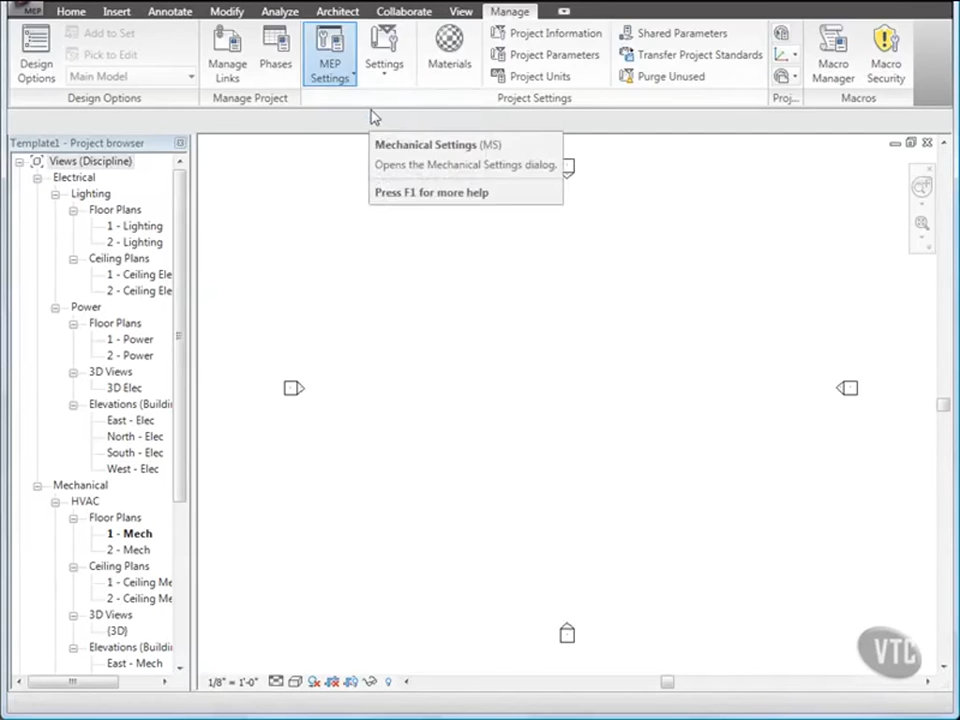 MEP
Home Insert Annotate Modify Analyze Architect Collaborate View Manage
Design Options
Add to Set
Pick to Edit
Main Model
Design Options
Manage Links
Phases
Manage Project
MEP Settings
Settings
Materials
Project Information
Project Parameters
Project Units
Shared Parameters
Transfer Project Standards
Purge Unused
Project Settings
Proj...
Macro Manager
Macro Security
Macros
Template1 - Project browser
Mechanical Settings (MS)
Opens the Mechanical Settings dialog.
Press F1 for more help
Views (Discipline)
Electrical
Lighting
Floor Plans
1 - Lighting
2 - Lighting
Ceiling Plans
1 - Ceiling Ele
2 - Ceiling Ele
Power
Floor Plans
1 - Power
2 - Power
3D Views
3D Elec
Elevations (Buildi
East - Elec
North - Elec
South - Elec
West - Elec
Mechanical
HVAC
Floor Plans
1 - Mech
2 - Mech
Ceiling Plans
1 - Ceiling Me
2 - Ceiling Me
3D Views
{3D}
Elevations (Buildi
East - Mech
1/8" = 1'-0"
VTC